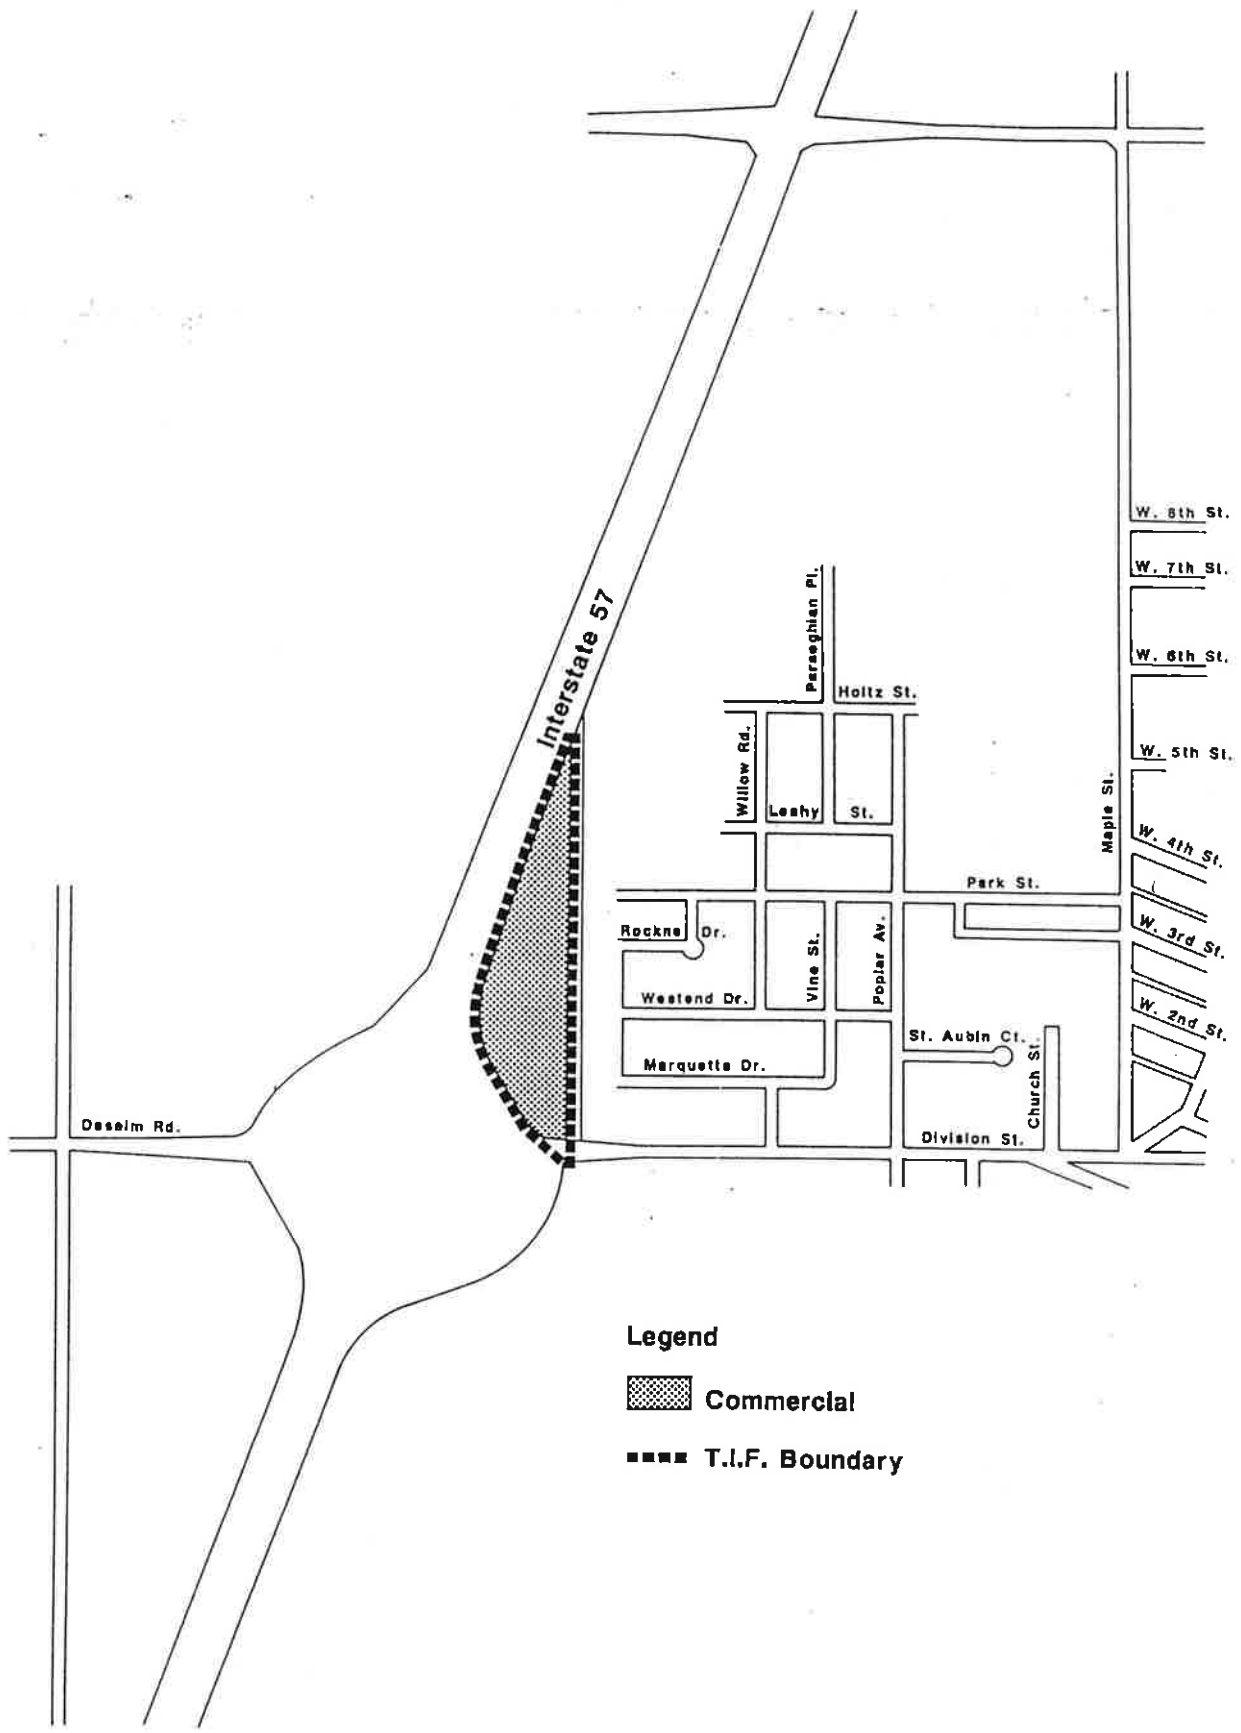 W. 8th St.
W. 7th St.
Interstate 57
Paraeghian Pl.
W. 6th St.
Holtz St.
Willow Rd.
W. 5th St.
Maple St.
Leahy St.
W. 4th St.
Park St.
Rockne Dr.
Vine St.
Poplar Av.
W. 3rd St.
Westend Dr.
W. 2nd St.
St. Aubin Ct.
Marquette Dr.
Church St.
Deselm Rd.
Division St.
Legend
Commercial
T.I.F. Boundary